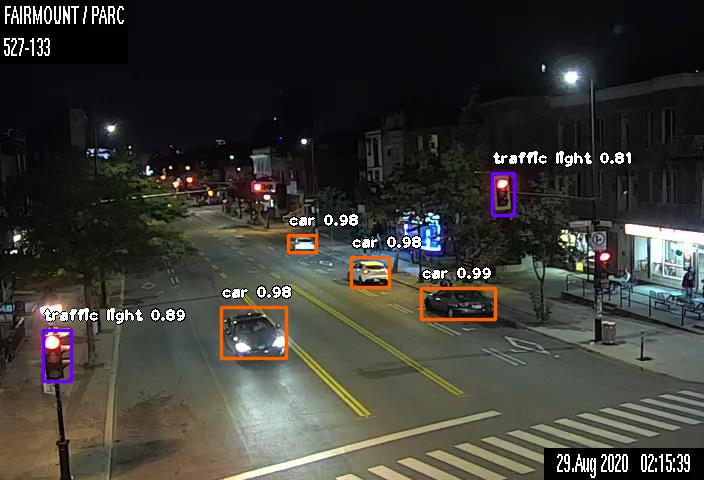 FAIRMOUNT / PARC
527-133
traffic light 0.81
car 0.98
car 0.98
car 0.99
car 0.98
traffic light 0.89
29.Aug 2020 02:15:39